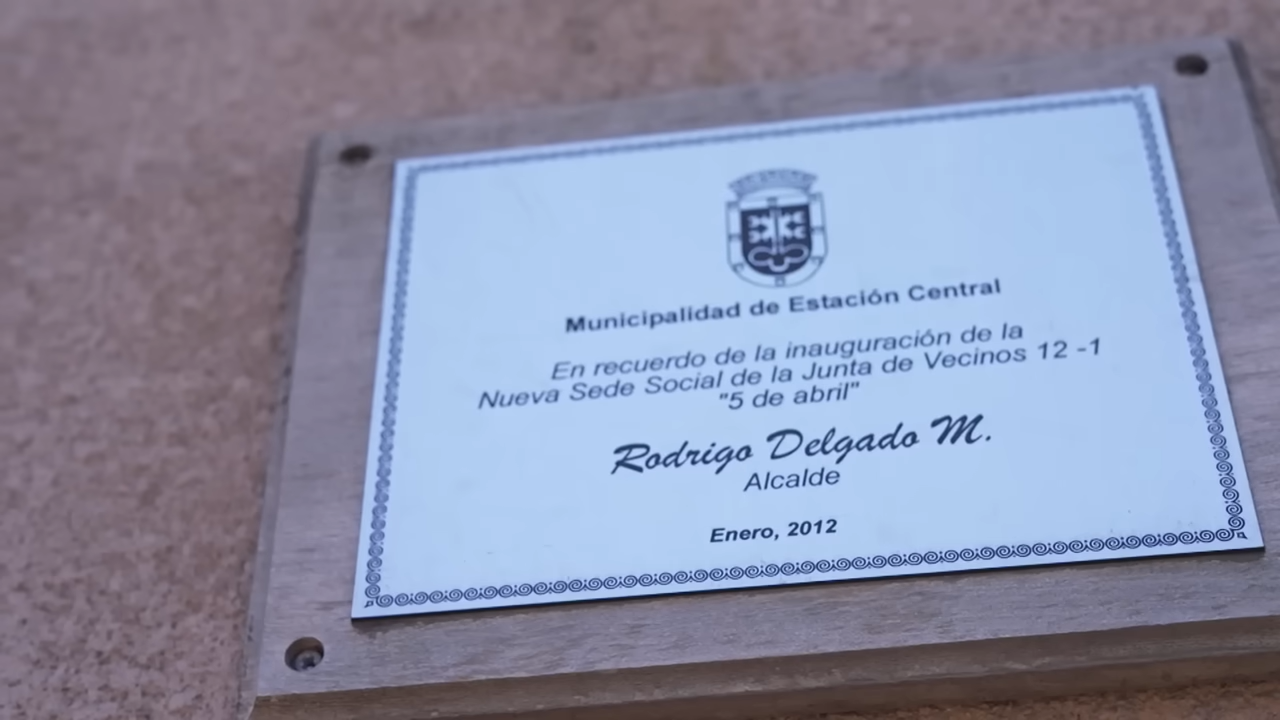 Municipalidad de Estación Central
En recuerdo de la inauguración de la
Nueva Sede Social de la Junta de Vecinos 12 -1
"5 de abril"
Rodrigo Delgado M.
Alcalde
Enero, 2012